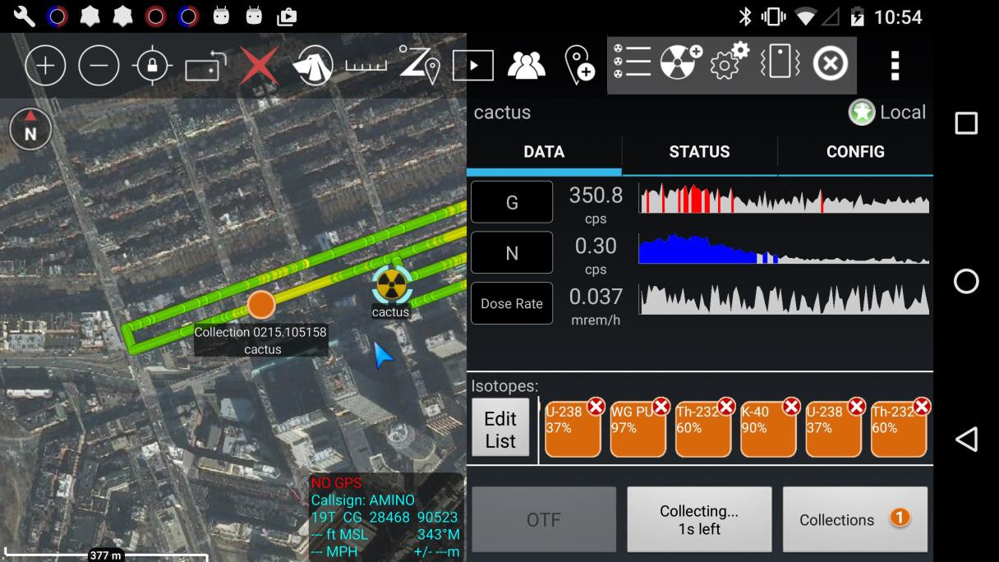 10:54
N
cactus
Local
DATA
STATUS
CONFIG
G
350.8
cps
N
0.30
cps
Dose Rate
0.037
mrem/h
cactus
Collection 0215.105158
cactus
Isotopes:
Edit
List
U-238
37%
WG PU
97%
Th-232
60%
K-40
90%
U-238
37%
Th-232
60%
NO GPS
Callsign: AMINO
19T CG 28468 90523
--- ft MSL 343°M
--- MPH +/- ---m
377 m
OTF
Collecting...
1s left
Collections 1